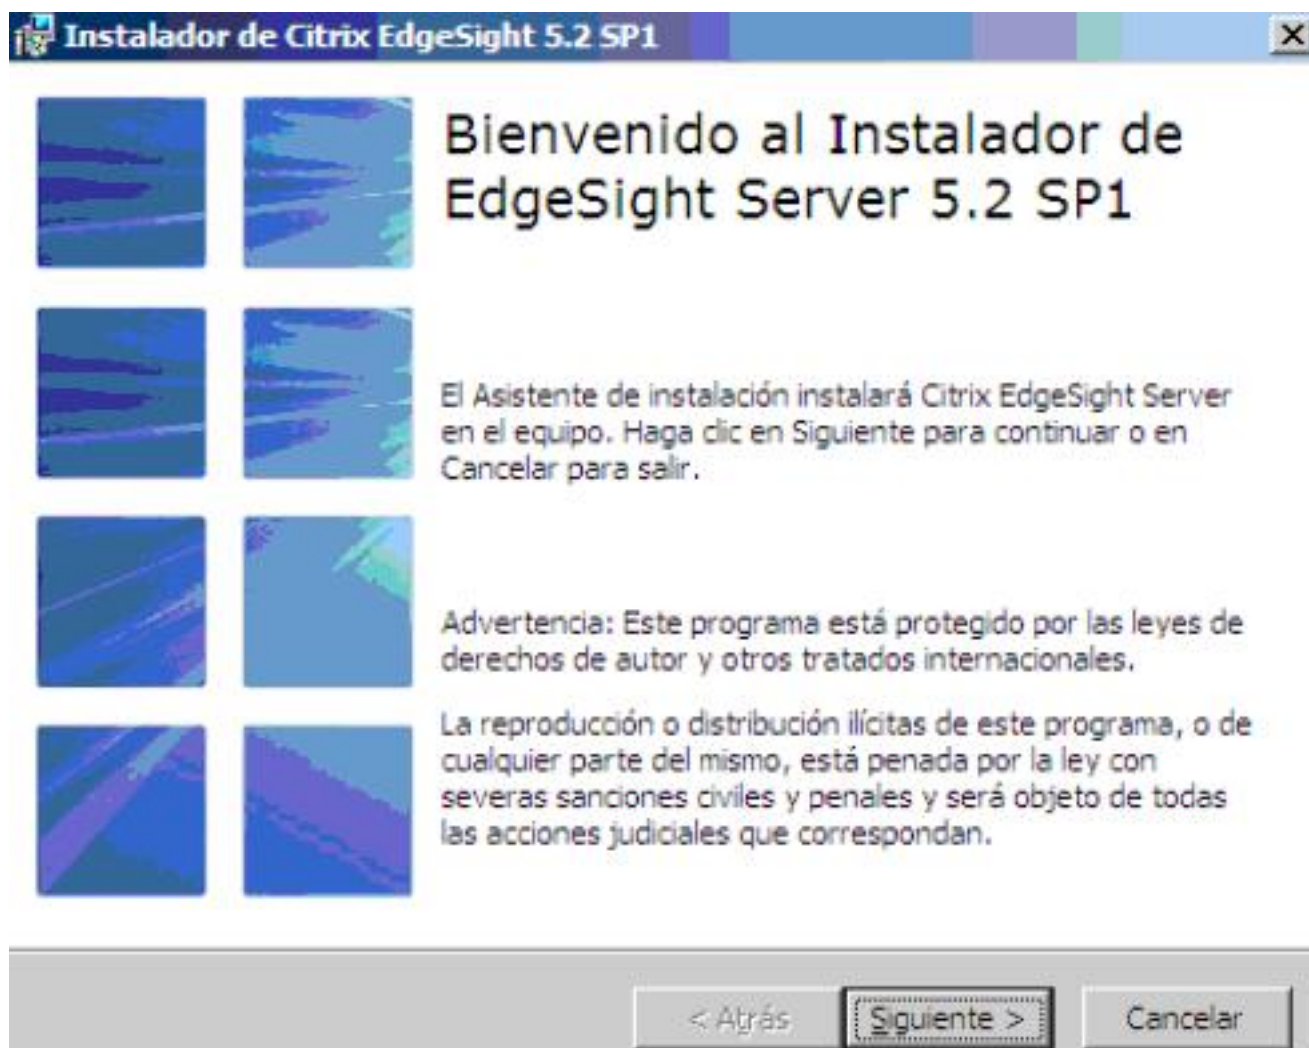 Instalador de Citrix EdgeSight 5.2 SP1
Bienvenido al Instalador de
EdgeSight Server 5.2 SP1
El Asistente de instalación instalará Citrix EdgeSight Server
en el equipo. Haga clic en Siguiente para continuar o en
Cancelar para salir.
Advertencia: Este programa está protegido por las leyes de
derechos de autor y otros tratados internacionales.
La reproducción o distribución ilícitas de este programa, o de
cualquier parte del mismo, está penada por la ley con
severas sanciones civiles y penales y será objeto de todas
las acciones judiciales que correspondan.
< Atrás
Siguiente >
Cancelar